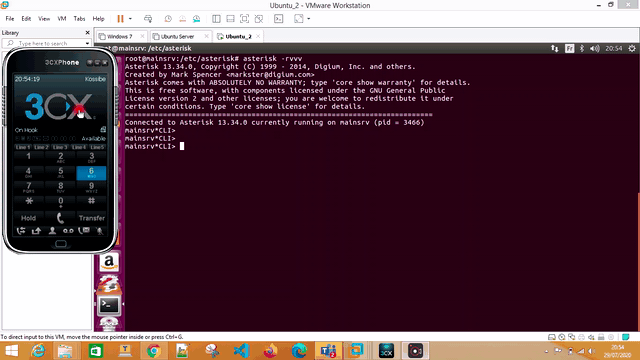 Ubuntu_2 - VMware Workstation
File Edit View VM Tabs Help
Library
Type here to search
Windows 7
Ubuntu Server
Ubuntu_2
root@mainsrv: /etc/asterisk
Fr
20:54
root@mainsrv:/etc/asterisk# asterisk -rvvv
Asterisk 13.34.0, Copyright (C) 1999 - 2014, Digium, Inc. and others.
Created by Mark Spencer <markster@digium.com>
Asterisk comes with ABSOLUTELY NO WARRANTY; type 'core show warranty' for details.
This is free software, with components licensed under the GNU General Public
License version 2 and other licenses; you are welcome to redistribute it under
certain conditions. Type 'core show license' for details.
=========================================================================
Connected to Asterisk 13.34.0 currently running on mainsrv (pid = 3466)
mainsrv*CLI>
mainsrv*CLI>
mainsrv*CLI>
3CXPhone
20:54:19 Kossibe
3CX
On Hook
Available
Line 1 Line 2 Line 3 Line 4 Line 5
1 2 3
4 5 6
7 8 9
* 0 #
Hold Transfer
To direct input to this VM, move the mouse pointer inside or press Ctrl+G.
20:54
29/07/2020